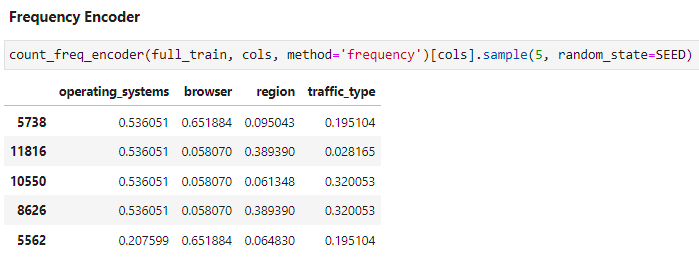 Frequency Encoder
count_freq_encoder(full_train, cols, method='frequency')[cols].sample(5, random_state=SEED)
operating_systems browser region traffic_type
5738 0.536051 0.651884 0.095043 0.195104
11816 0.536051 0.058070 0.389390 0.028165
10550 0.536051 0.058070 0.061348 0.320053
8626 0.536051 0.058070 0.389390 0.320053
5562 0.207599 0.651884 0.064830 0.195104